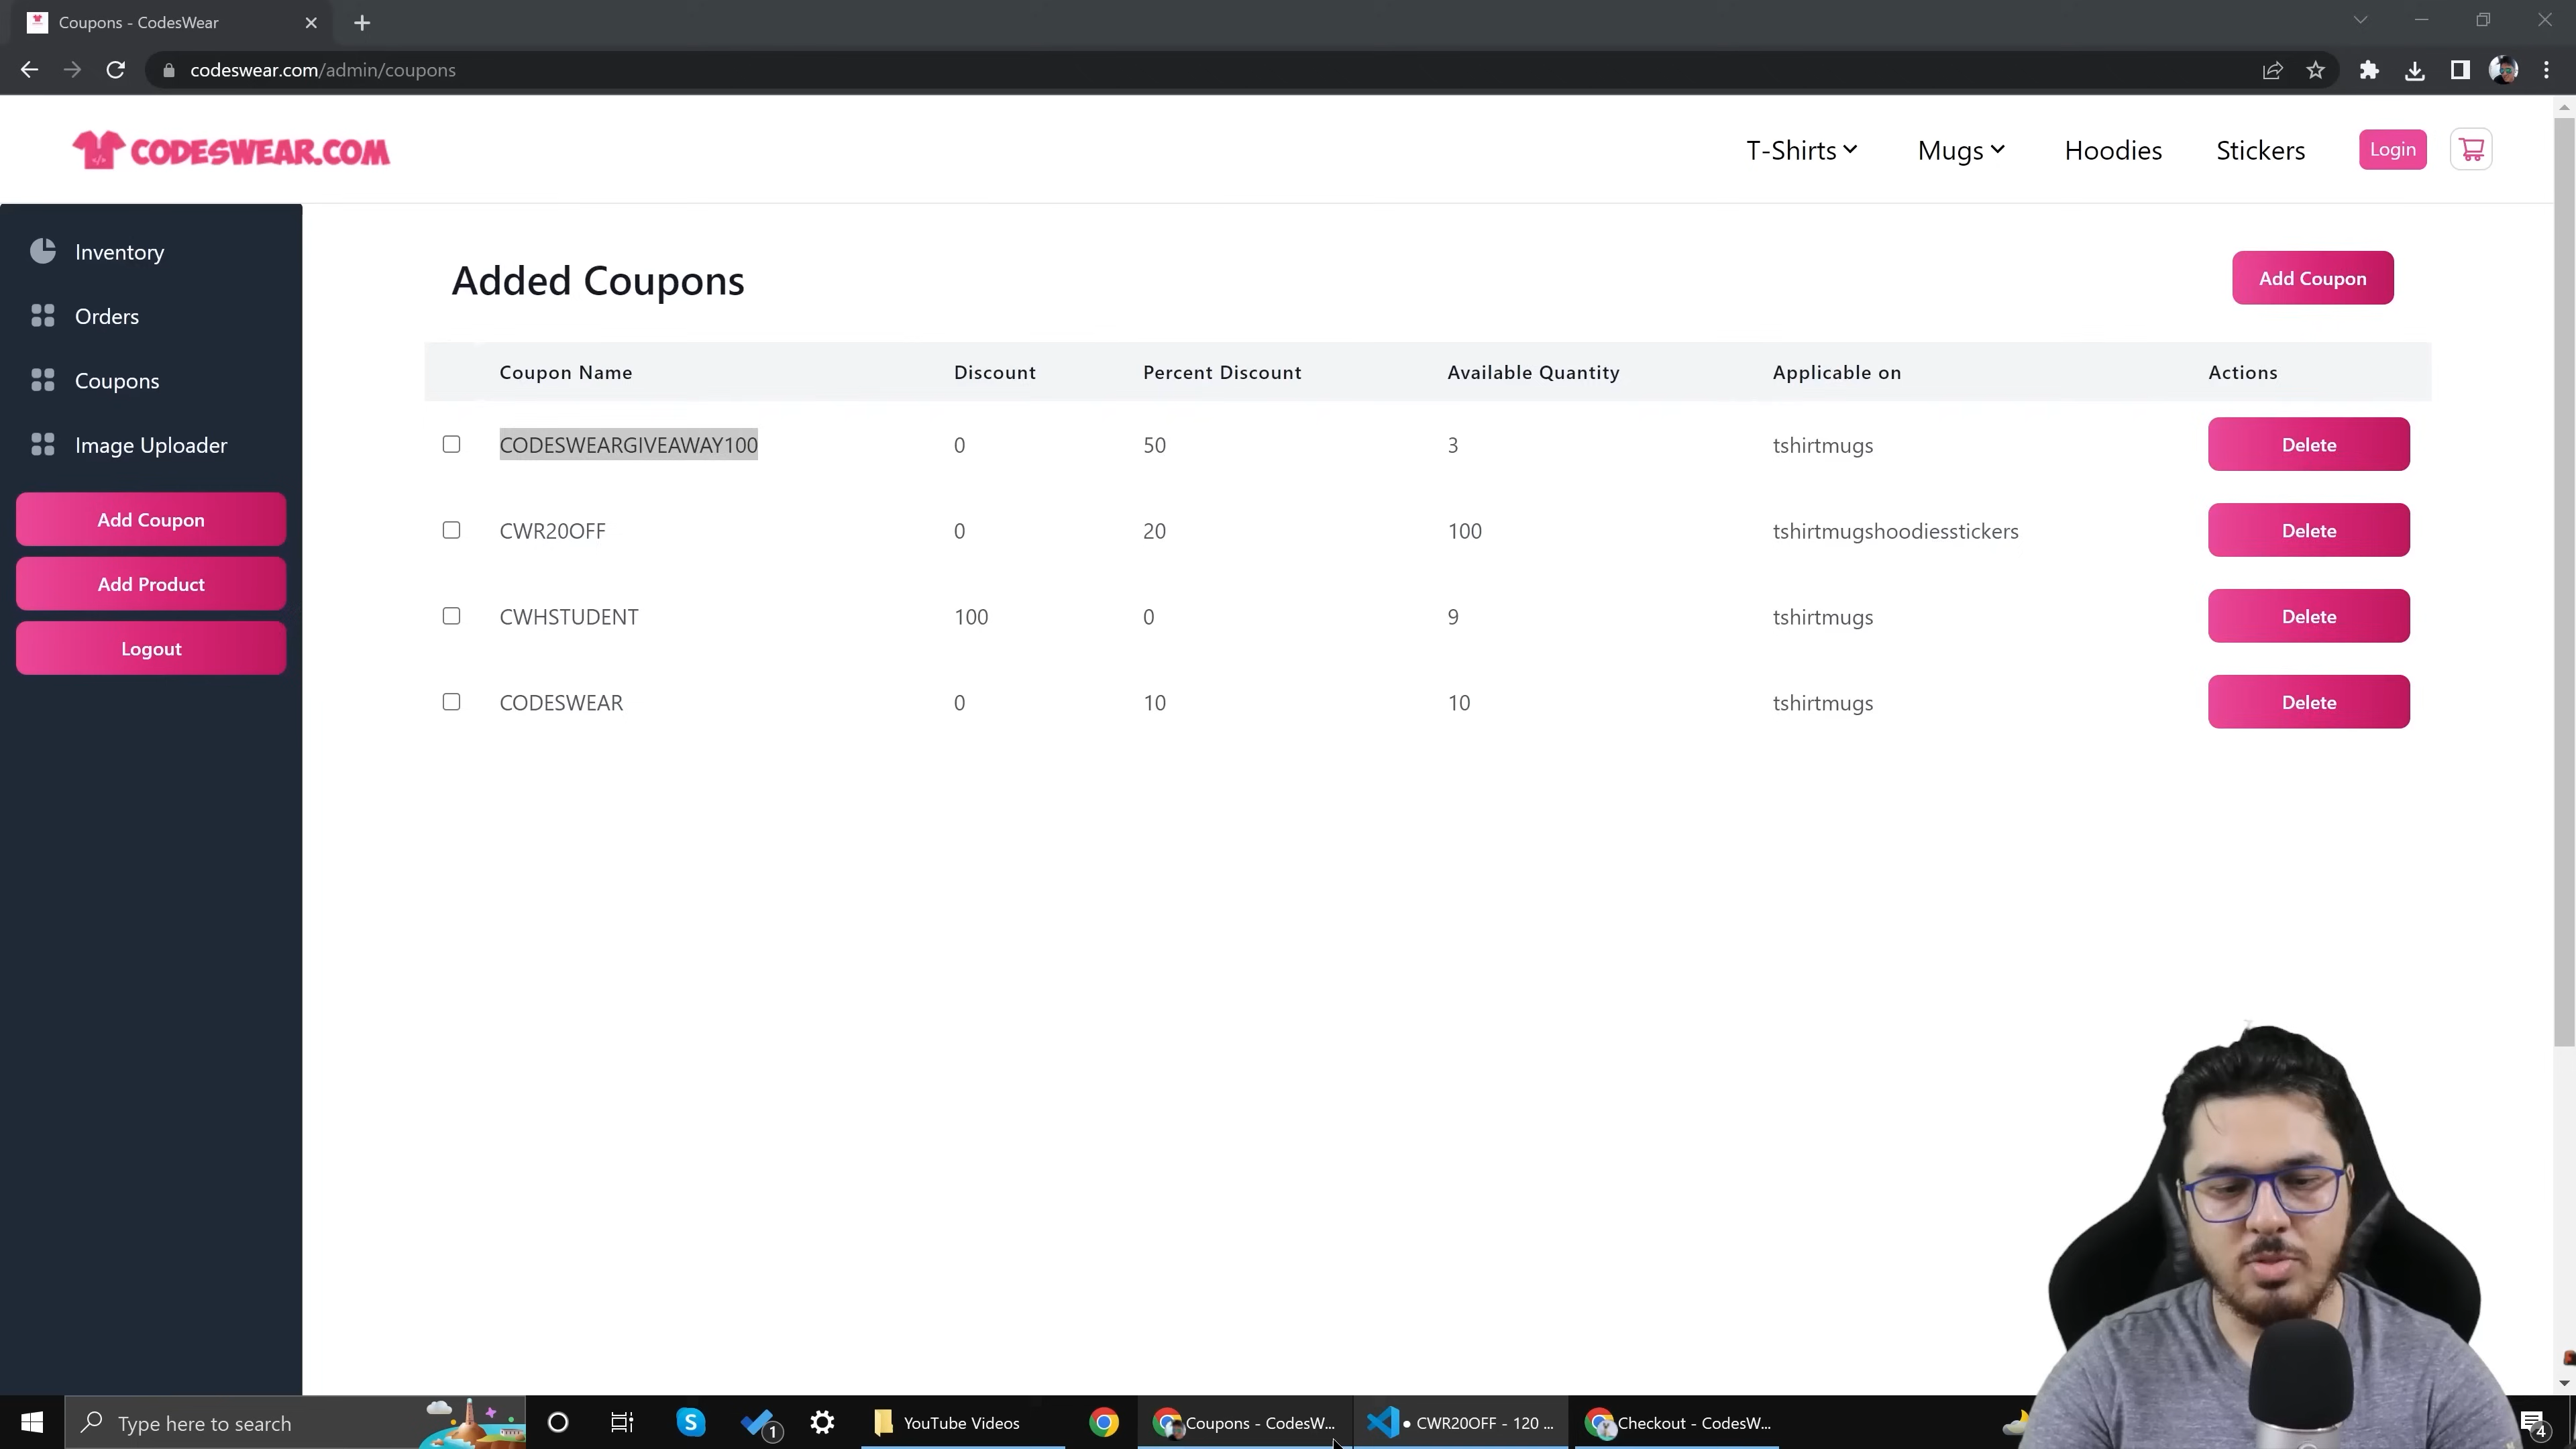 Coupons - CodesWear
codeswear.com/admin/coupons
CODESWEAR.COM
T-Shirts
Mugs
Hoodies
Stickers
Login
Inventory
Orders
Coupons
Image Uploader
Add Coupon
Add Product
Logout
Added Coupons
Add Coupon
Coupon Name Discount Percent Discount Available Quantity Applicable on Actions
CODESWEARGIVEAWAY100 0 50 3 tshirtmugs Delete
CWR20OFF 0 20 100 tshirtmugshoodiesstickers Delete
CWHSTUDENT 100 0 9 tshirtmugs Delete
CODESWEAR 0 10 10 tshirtmugs Delete
Type here to search
1
YouTube Videos
Coupons - CodesW...
● CWR20OFF - 120 ...
Checkout - CodesW...
4